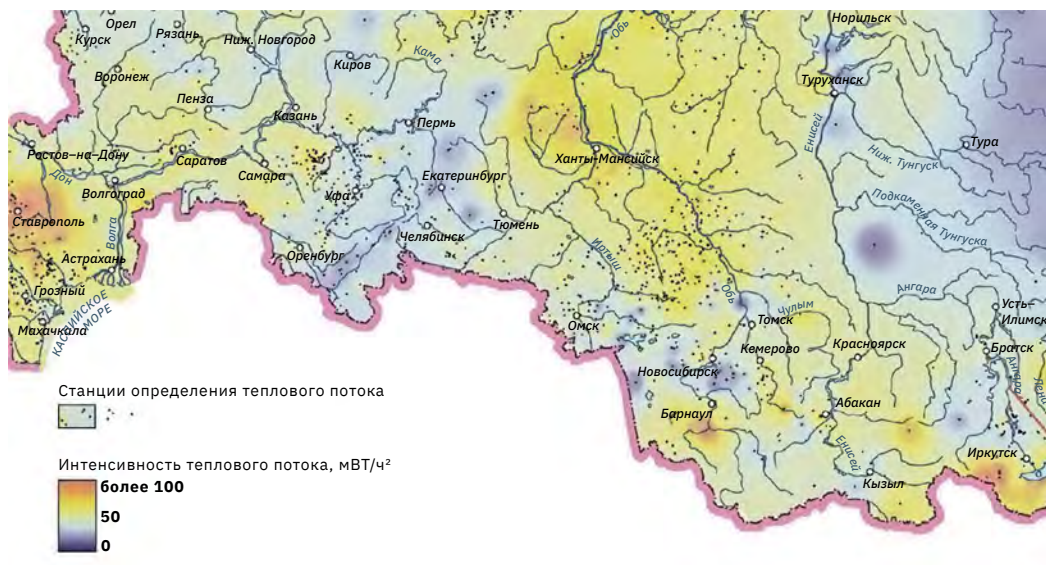 Орел
Курск
Рязань
Ниж. Новгород
Воронеж
Киров
Кама
Пенза
Казань
Пермь
Обь
Норильск
Туруханск
Енисей
Ниж. Тунгуск
Тура
Ханты-Мансийск
Ростов-на-Дону
Дон
Саратов
Самара
Волгоград
Уфа
Екатеринбург
Тюмень
Ставрополь
Волга
Астрахань
Оренбург
Челябинск
Иртыш
Подкаменная Тунгуска
Грозный
Махачкала
КАСПИЙСКОЕ
МОРЕ
Обь
Омск
Томск
Чулым
Ангара
Усть-
Илимск
Кемерово
Красноярск
Братск
Ангара
Лена
Новосибирск
Барнаул
Абакан
Енисей
Кызыл
Иркутск
Станции определения теплового потока
Интенсивность теплового потока, мВТ/ч²
более 100
50
0